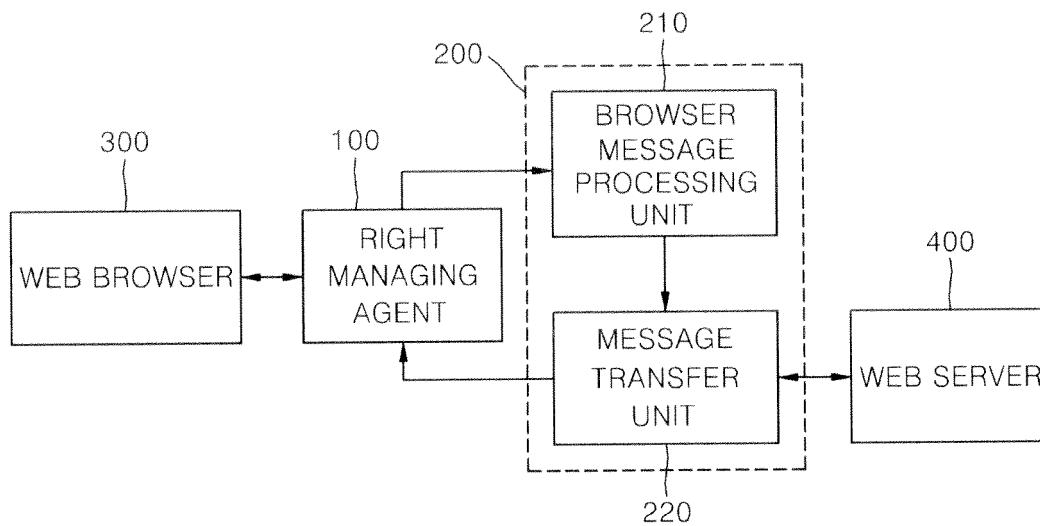 210
200
BROWSER
MESSAGE
PROCESSING
UNIT
300
100
WEB BROWSER
RIGHT
MANAGING
AGENT
400
MESSAGE
TRANSFER
UNIT
WEB SERVER
220